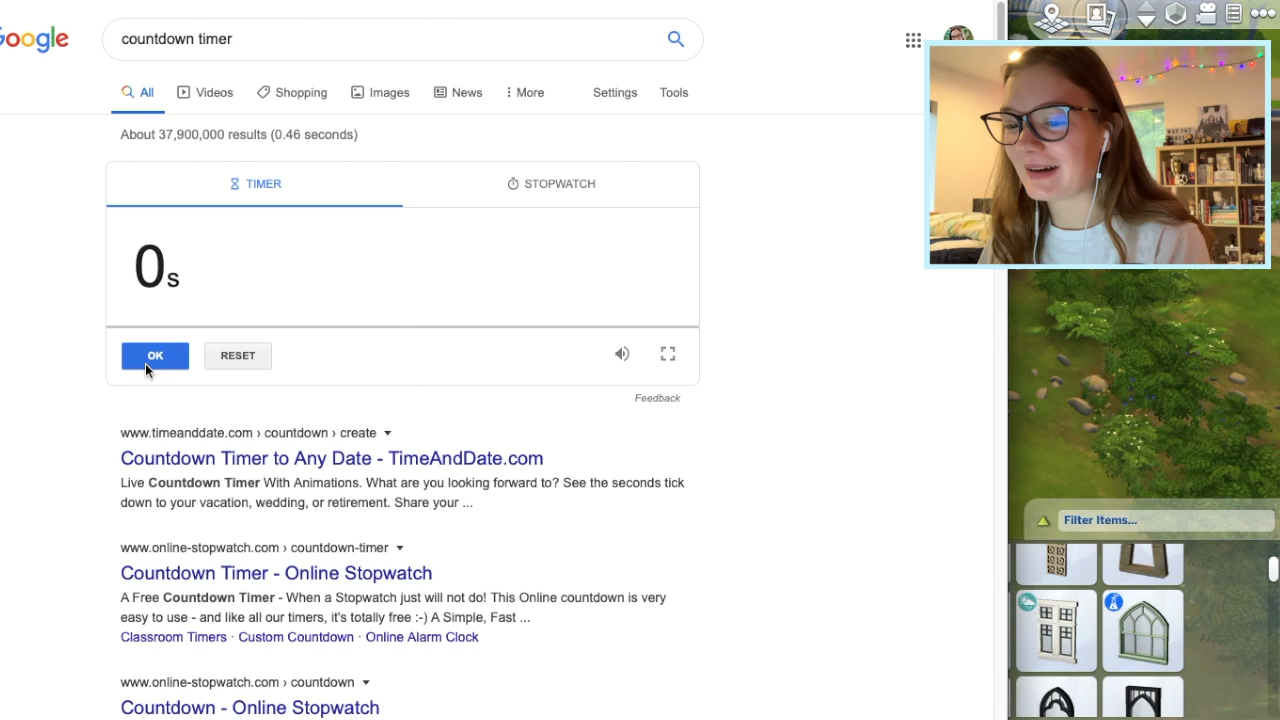 Google
countdown timer
All Videos Shopping Images News More Settings Tools
About 37,900,000 results (0.46 seconds)
TIMER STOPWATCH
0s
OK RESET
Feedback
www.timeanddate.com › countdown › create
Countdown Timer to Any Date - TimeAndDate.com
Live Countdown Timer With Animations. What are you looking forward to? See the seconds tick
down to your vacation, wedding, or retirement. Share your ...
www.online-stopwatch.com › countdown-timer
Countdown Timer - Online Stopwatch
A Free Countdown Timer - When a Stopwatch just will not do! This Online countdown is very
easy to use - and like all our timers, it's totally free :-) A Simple, Fast ...
Classroom Timers · Custom Countdown · Online Alarm Clock
www.online-stopwatch.com › countdown
Countdown - Online Stopwatch
Filter Items...